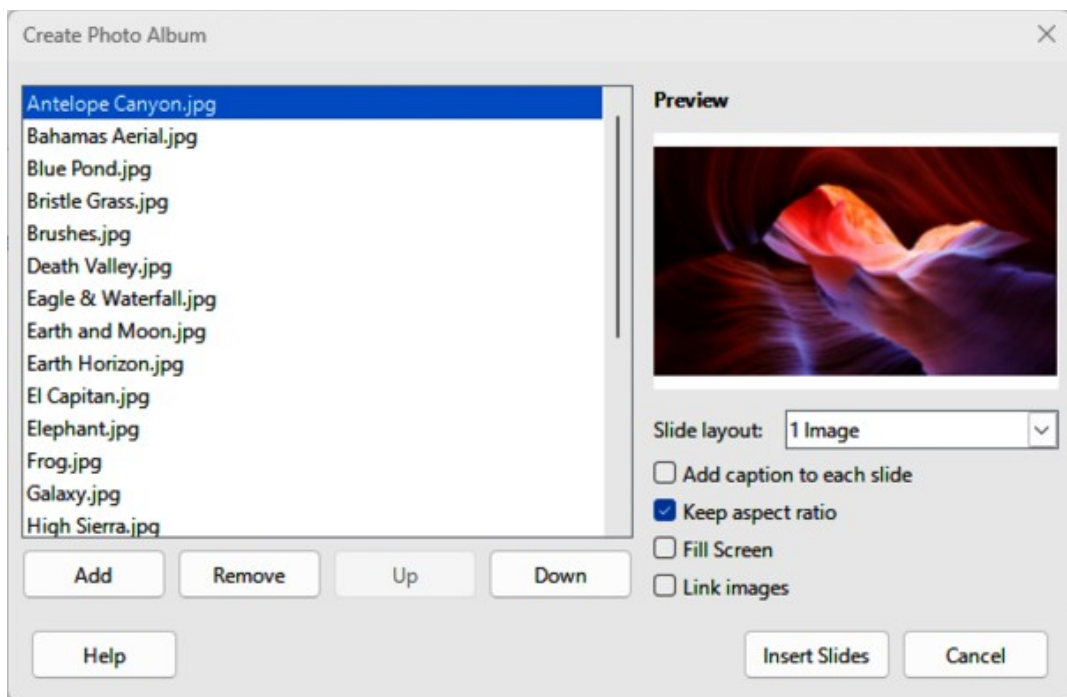 Create Photo Album
Antelope Canyon.jpg
Bahamas Aerial.jpg
Blue Pond.jpg
Bristle Grass.jpg
Brushes.jpg
Death Valley.jpg
Eagle & Waterfall.jpg
Earth and Moon.jpg
Earth Horizon.jpg
El Capitan.jpg
Elephant.jpg
Frog.jpg
Galaxy.jpg
High Sierra.jpg
Add Remove Up Down
Preview
Slide layout: 1 Image
Add caption to each slide
Keep aspect ratio
Fill Screen
Link images
Help Insert Slides Cancel